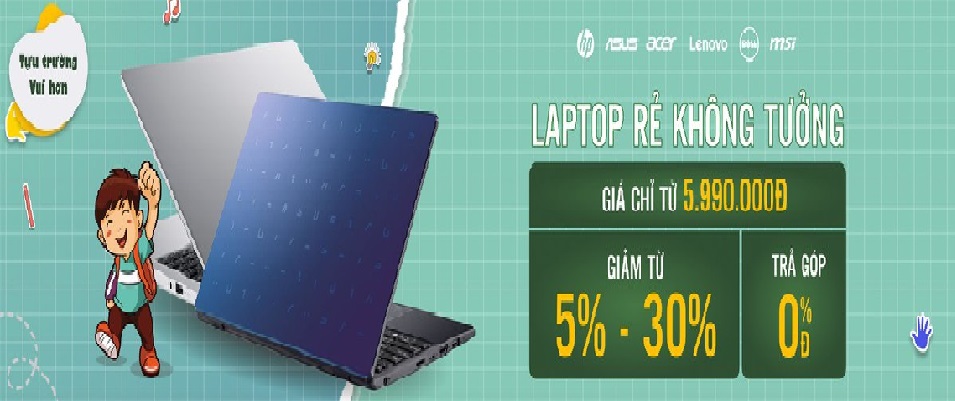 Tựu trường
Vui hơn
hp ASUS acer Lenovo DELL msi
LAPTOP RẺ KHÔNG TƯỞNG
GIÁ CHỈ TỪ 5.990.000Đ
GIẢM TỪ
5% - 30%
TRẢ GÓP
0%
Đ